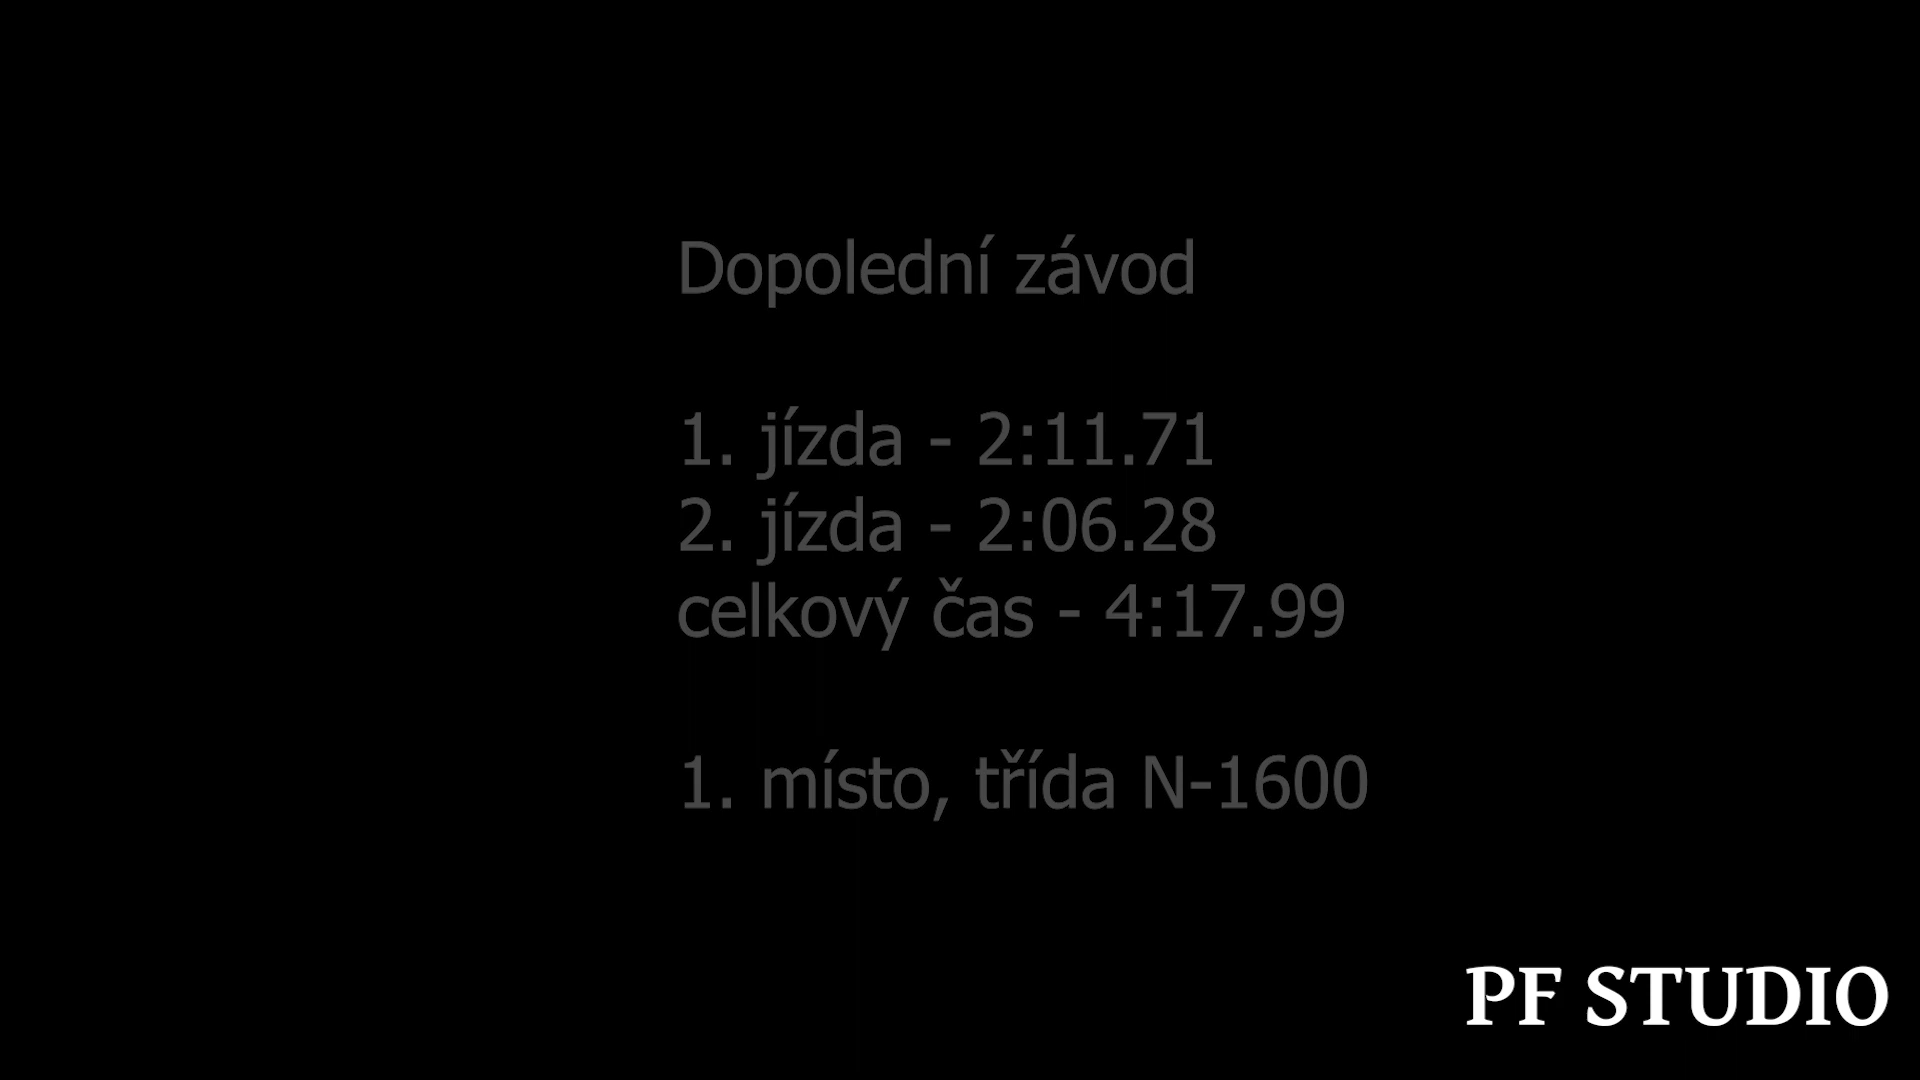 Dopolední závod
1. jízda - 2:11.71
2. jízda - 2:06.28
celkový čas - 4:17.99
1. místo, třída N-1600
PF STUDIO